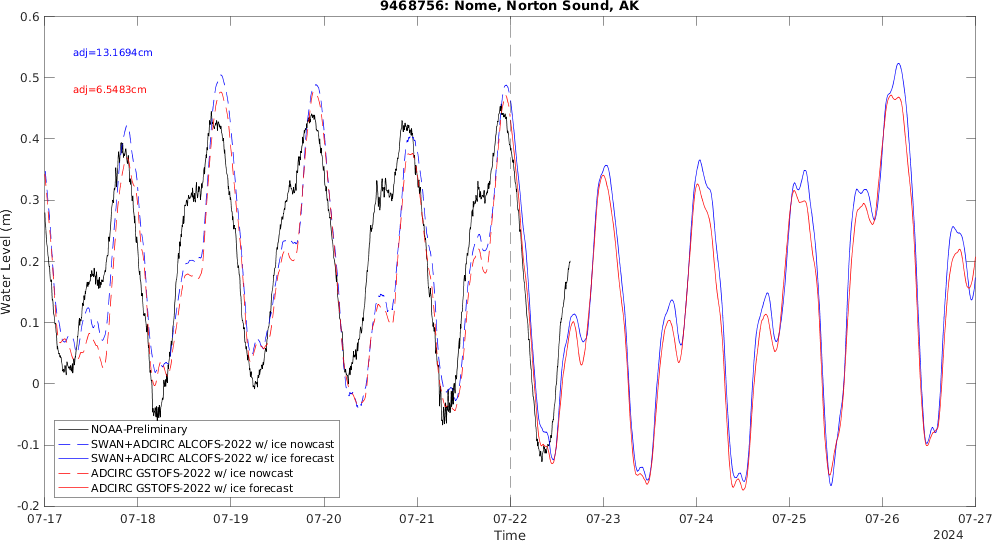 9468756: Nome, Norton Sound, AK
0.6
0.5
0.4
0.3
0.2
0.1
0
-0.1
-0.2
Water Level (m)
adj=13.1694cm
adj=6.5483cm
NOAA-Preliminary
SWAN+ADCIRC ALCOFS-2022 w/ ice nowcast
SWAN+ADCIRC ALCOFS-2022 w/ ice forecast
ADCIRC GSTOFS-2022 w/ ice nowcast
ADCIRC GSTOFS-2022 w/ ice forecast
07-17 07-18 07-19 07-20 07-21 07-22 07-23 07-24 07-25 07-26 07-27
Time
2024